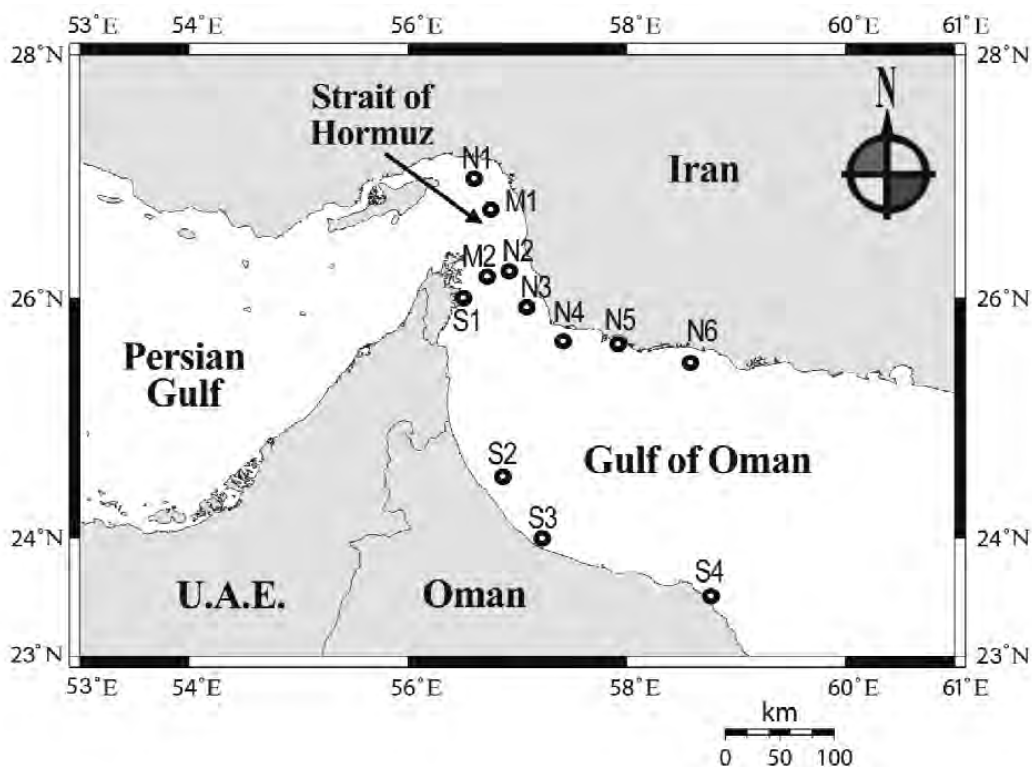 53°E 54°E 56°E 58°E 60°E 61°E
28°N 28°N
N
Strait of
Hormuz
N1
Iran
M1
M2 N2
26°N 26°N
N3
S1
N4 N5 N6
Persian
Gulf
S2
Gulf of Oman
S3
24°N 24°N
S4
U.A.E. Oman
23°N 23°N
53°E 54°E 56°E 58°E 60°E 61°E
km
0 50 100